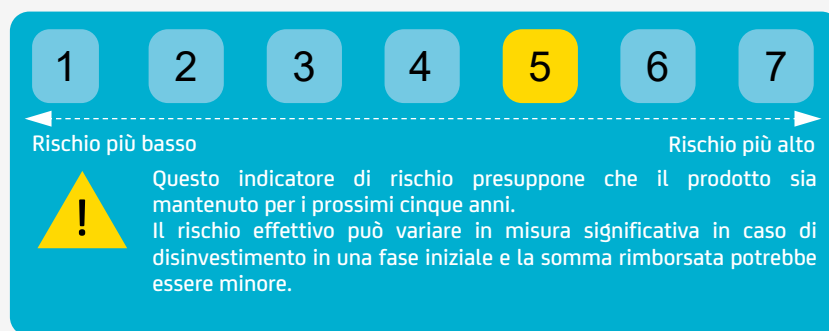 1 2 3 4 5 6 7
Rischio più basso Rischio più alto
!
Questo indicatore di rischio presuppone che il prodotto sia
mantenuto per i prossimi cinque anni.
Il rischio effettivo può variare in misura significativa in caso di
disinvestimento in una fase iniziale e la somma rimborsata potrebbe
essere minore.